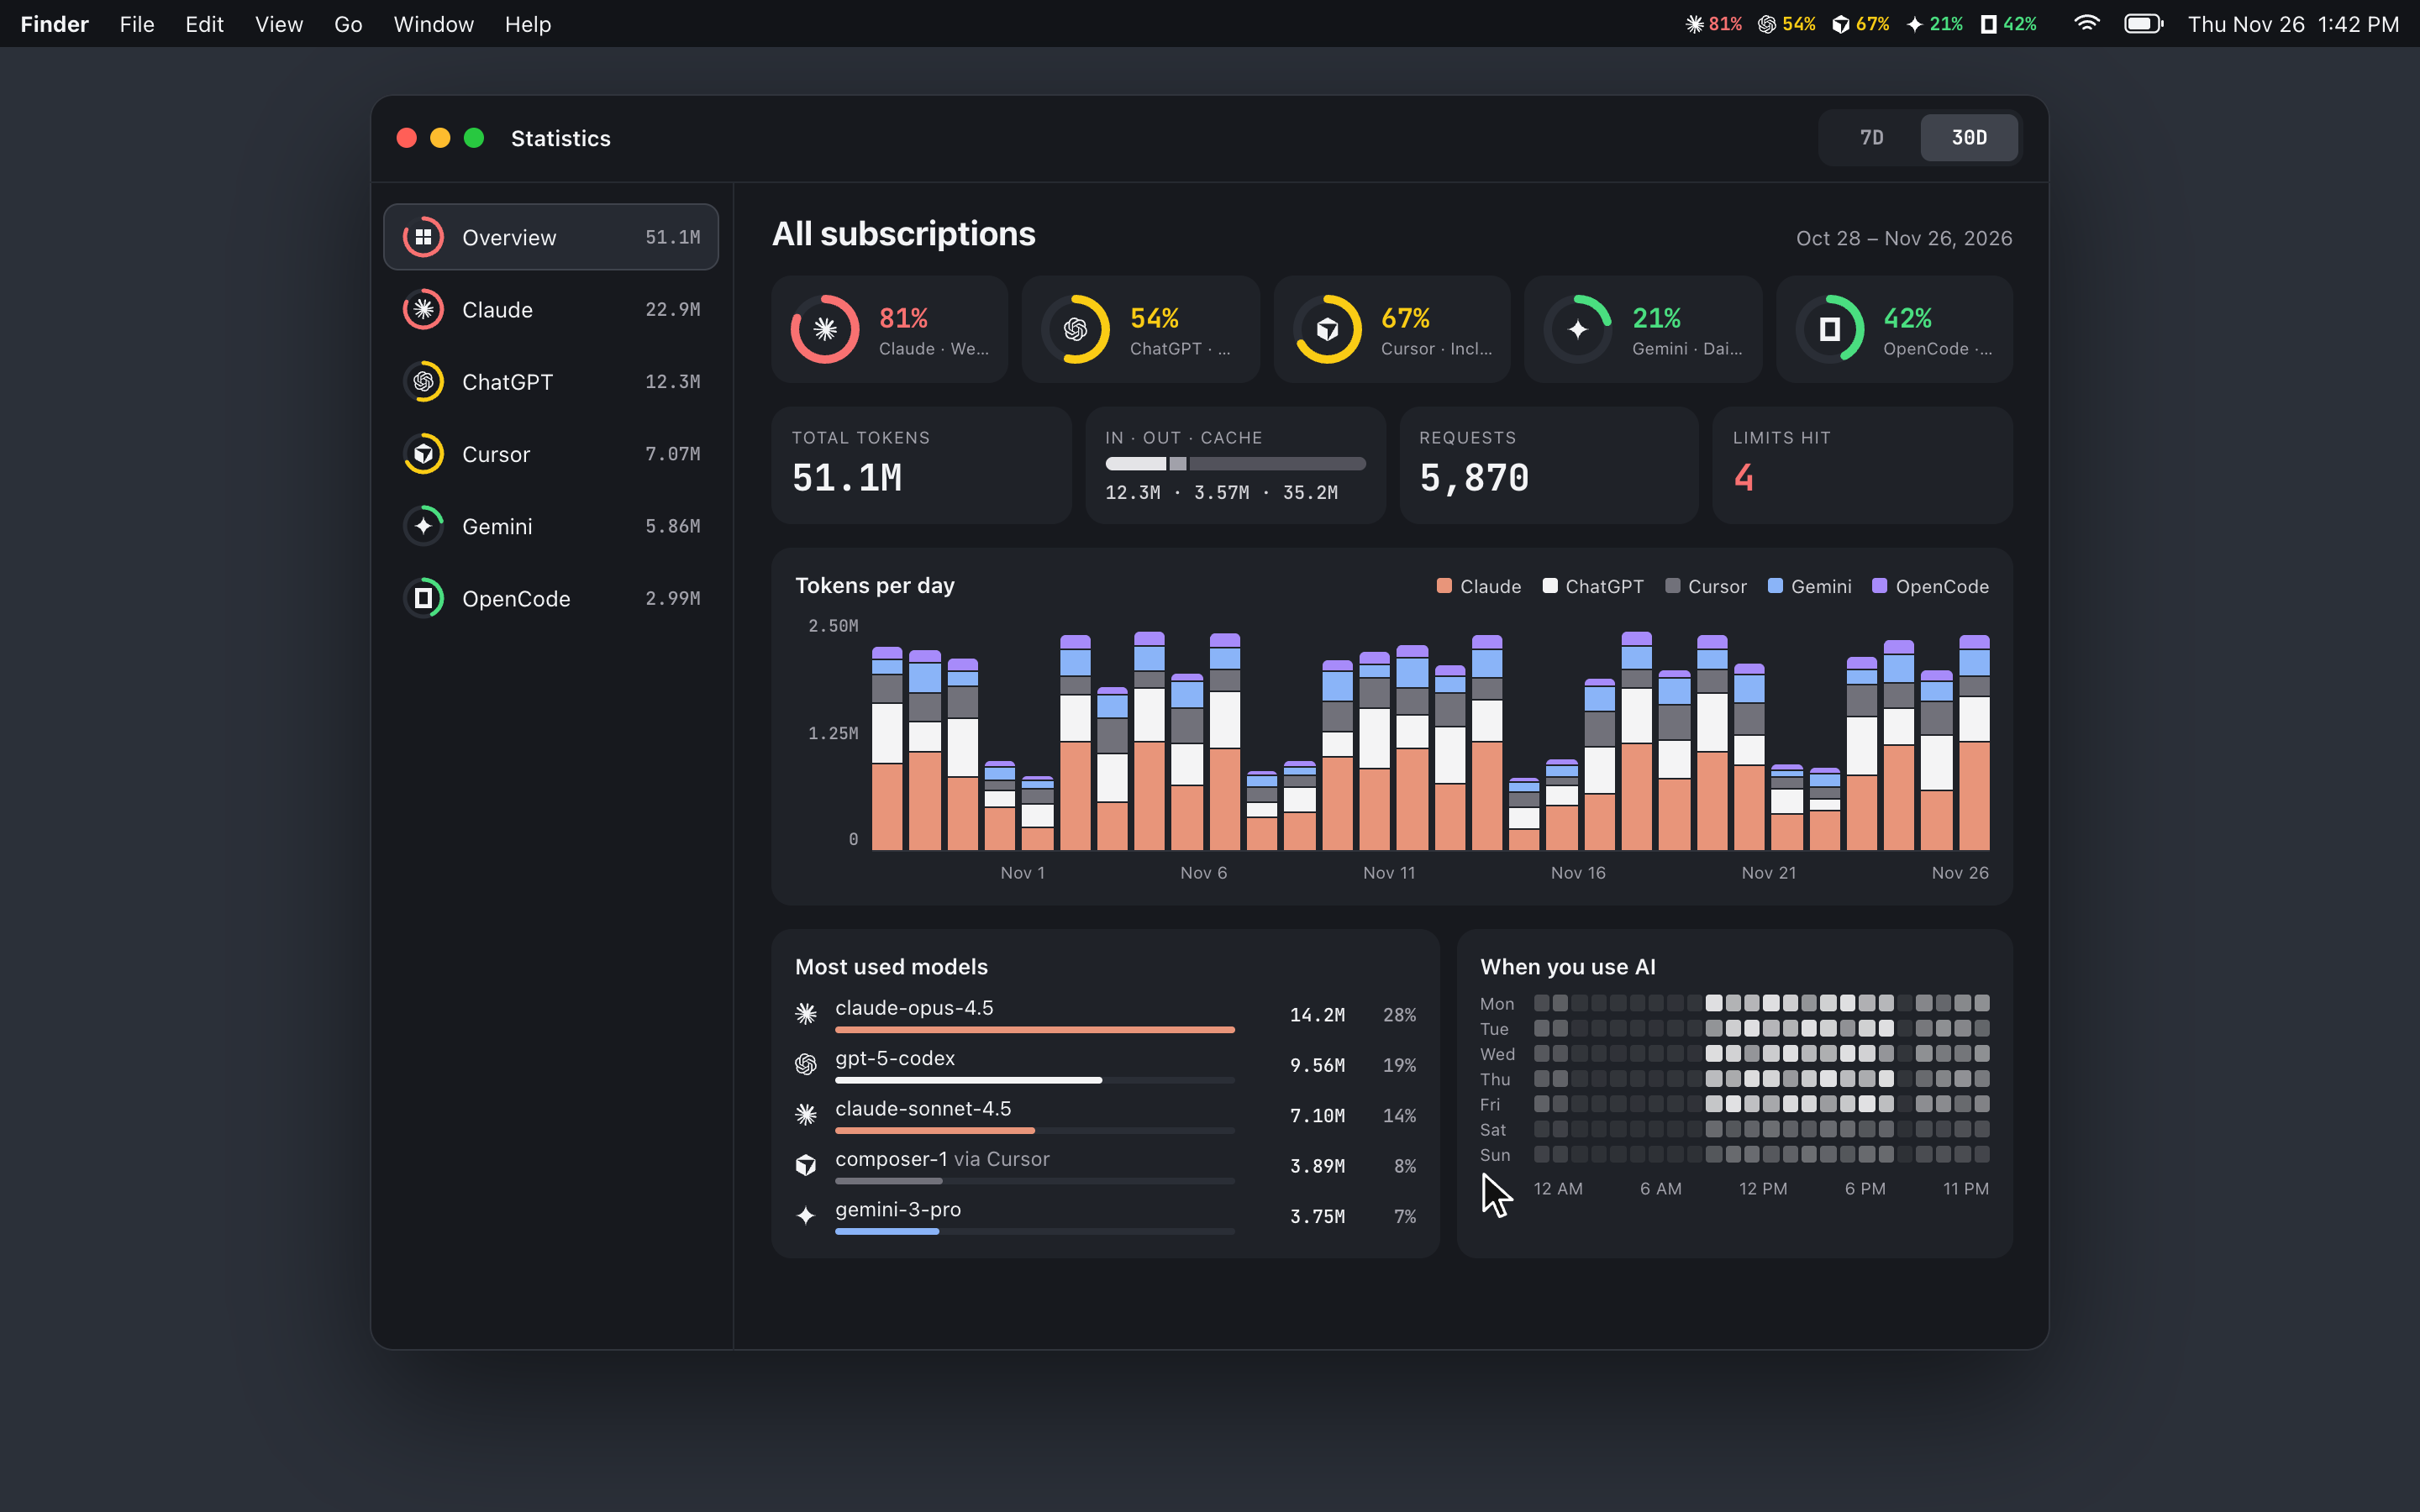 Finder File Edit View Go Window Help 81% 54% 67% 21% 42% Thu Nov 26 1:42 PM
Statistics 7D 30D
Overview 51.1M
Claude 22.9M
ChatGPT 12.3M
Cursor 7.07M
Gemini 5.86M
OpenCode 2.99M
All subscriptions Oct 28 – Nov 26, 2026
81% 54% 67% 21% 42%
Claude · We... ChatGPT · ... Cursor · Incl... Gemini · Dai... OpenCode ·...
TOTAL TOKENS IN · OUT · CACHE REQUESTS LIMITS HIT
51.1M 12.3M · 3.57M · 35.2M 5,870 4
Tokens per day Claude ChatGPT Cursor Gemini OpenCode
2.50M
1.25M
0
Nov 1 Nov 6 Nov 11 Nov 16 Nov 21 Nov 26
Most used models
claude-opus-4.5 14.2M 28%
gpt-5-codex 9.56M 19%
claude-sonnet-4.5 7.10M 14%
composer-1 via Cursor 3.89M 8%
gemini-3-pro 3.75M 7%
When you use AI
Mon
Tue
Wed
Thu
Fri
Sat
Sun
12 AM 6 AM 12 PM 6 PM 11 PM